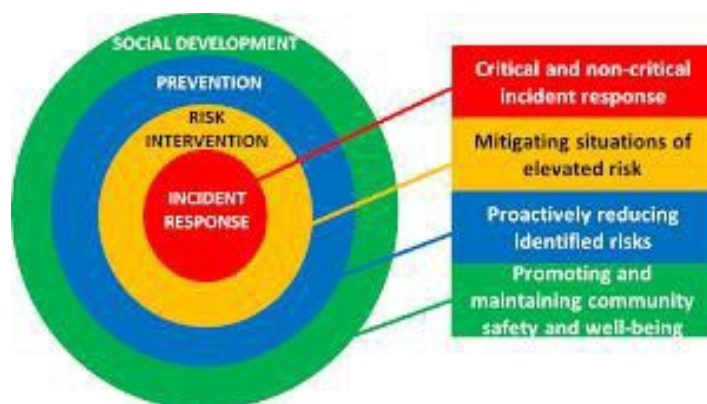 SOCIAL DEVELOPMENT
PREVENTION
RISK
INTERVENTION
INCIDENT
RESPONSE
Critical and non-critical
incident response
Mitigating situations of
elevated risk
Proactively reducing
identified risks
Promoting and
maintaining community
safety and well-being